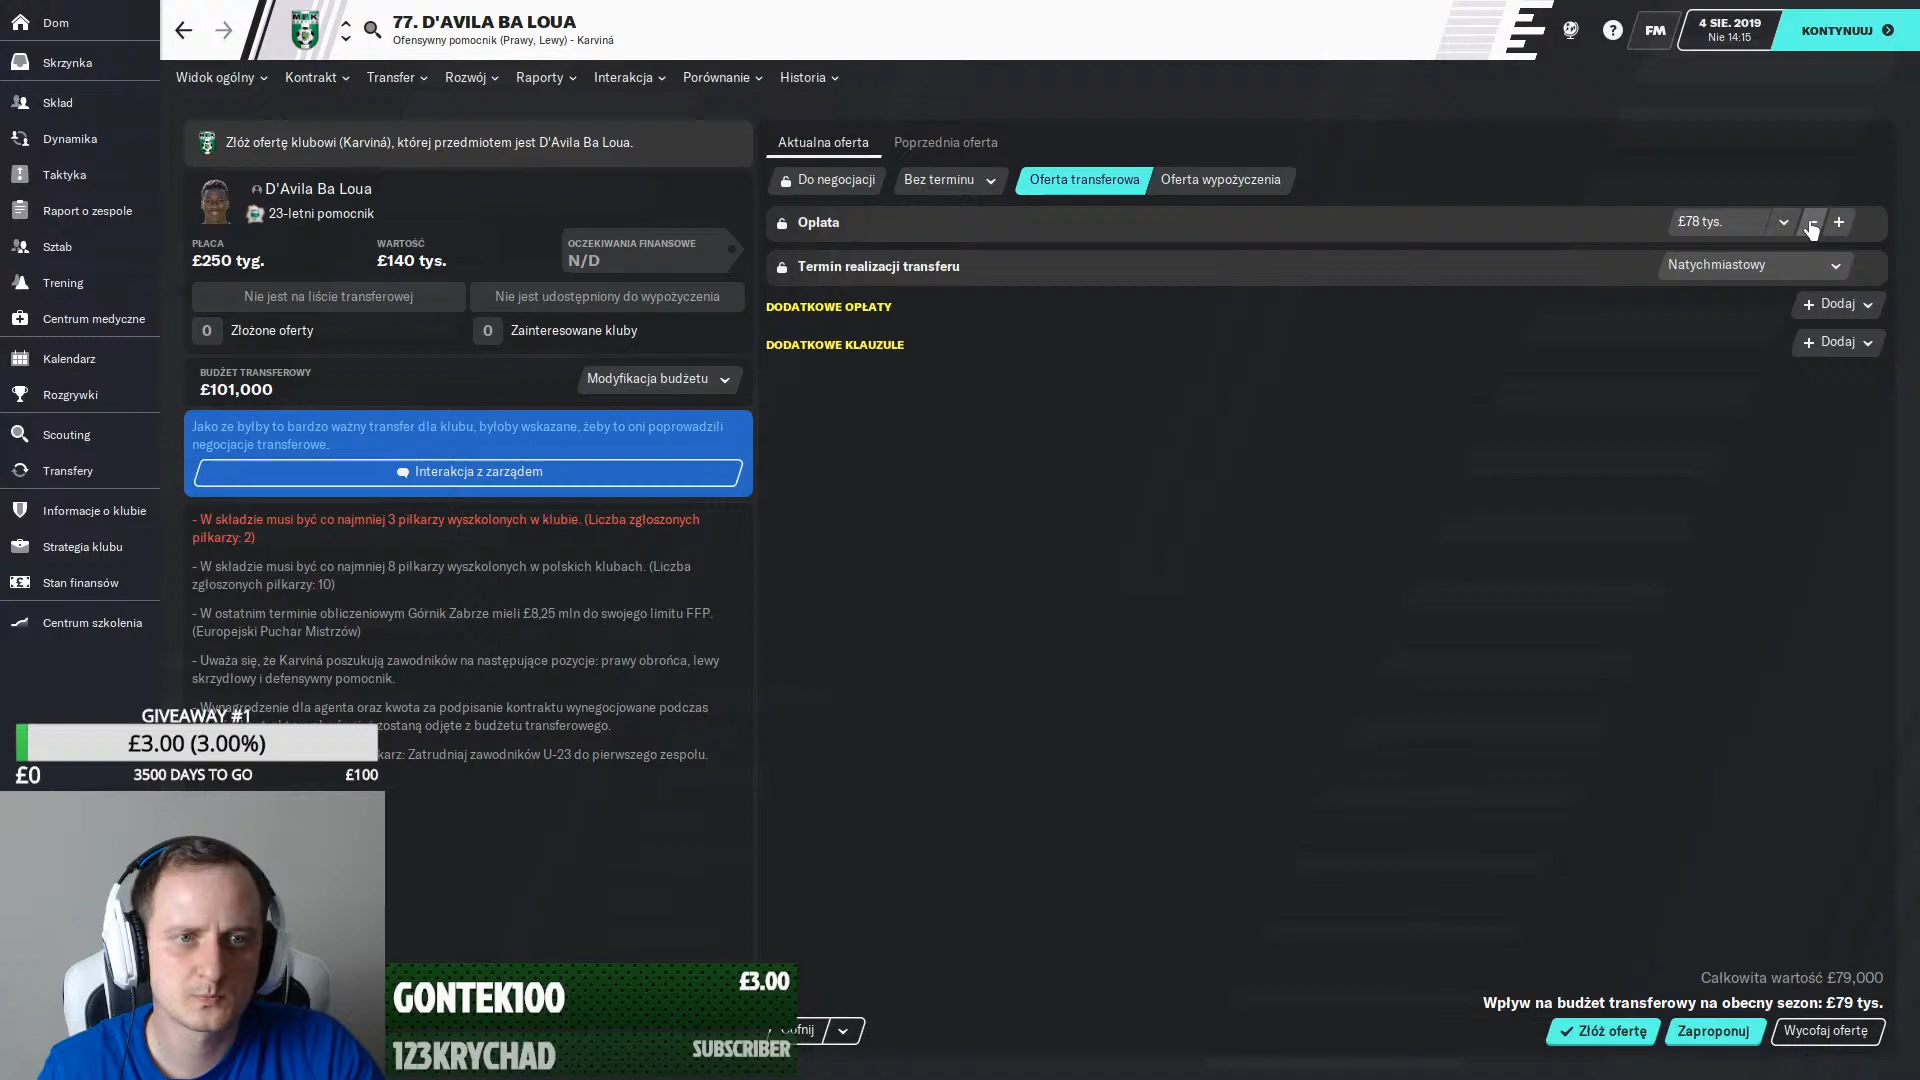 Dom
Skrzynka
Skład
Dynamika
Taktyka
Raport o zespole
Sztab
Trening
Centrum medyczne
Kalendarz
Rozgrywki
Scouting
Transfery
Informacje o klubie
Strategia klubu
Stan finansów
Centrum szkolenia
77. D'AVILA BA LOUA
Ofensywny pomocnik (Prawy, Lewy) - Karviná
FM
4 SIE. 2019
Nie 14:15
KONTYNUUJ
Widok ogólny
Kontrakt
Transfer
Rozwój
Raporty
Interakcja
Porównanie
Historia
Złóż ofertę klubowi (Karviná), której przedmiotem jest D'Avila Ba Loua.
D'Avila Ba Loua
23-letni pomocnik
PŁACA
£250 tyg.
WARTOŚĆ
£140 tys.
OCZEKIWANIA FINANSOWE
N/D
Nie jest na liście transferowej
Nie jest udostępniony do wypożyczenia
0 Złożone oferty
0 Zainteresowane kluby
BUDŻET TRANSFEROWY
£101,000
Modyfikacja budżetu
Jako ze byłby to bardzo ważny transfer dla klubu, byłoby wskazane, żeby to oni poprowadzili
negocjacje transferowe.
Interakcja z zarządem
- W składzie musi być co najmniej 3 piłkarzy wyszkolonych w klubie. (Liczba zgłoszonych
piłkarzy: 2)
- W składzie musi być co najmniej 8 piłkarzy wyszkolonych w polskich klubach. (Liczba
zgłoszonych piłkarzy: 10)
- W ostatnim terminie obliczeniowym Górnik Zabrze mieli £8,25 mln do swojego limitu FFP.
(Europejski Puchar Mistrzów)
- Uważa się, że Karviná poszukują zawodników na następujące pozycje: prawy obrońca, lewy
skrzydłowy i defensywny pomocnik.
- Wynagrodzenie dla agenta oraz kwota za podpisanie kontraktu wynegocjowane podczas
zostaną odjęte z budżetu transferowego.
karz: Zatrudniaj zawodników U-23 do pierwszego zespołu.
Aktualna oferta
Poprzednia oferta
Do negocjacji
Bez terminu
Oferta transferowa
Oferta wypożyczenia
Opłata
£78 tys.
- +
Termin realizacji transferu
Natychmiastowy
DODATKOWE OPŁATY
+ Dodaj
DODATKOWE KLAUZULE
+ Dodaj
GIVEAWAY #1
£3.00 (3.00%)
£0
3500 DAYS TO GO
£100
GONTEK100
£3.00
123KRYCHAD
SUBSCRIBER
Cofnij
Całkowita wartość £79,000
Wpływ na budżet transferowy na obecny sezon: £79 tys.
Złóż ofertę
Zaproponuj
Wycofaj ofertę